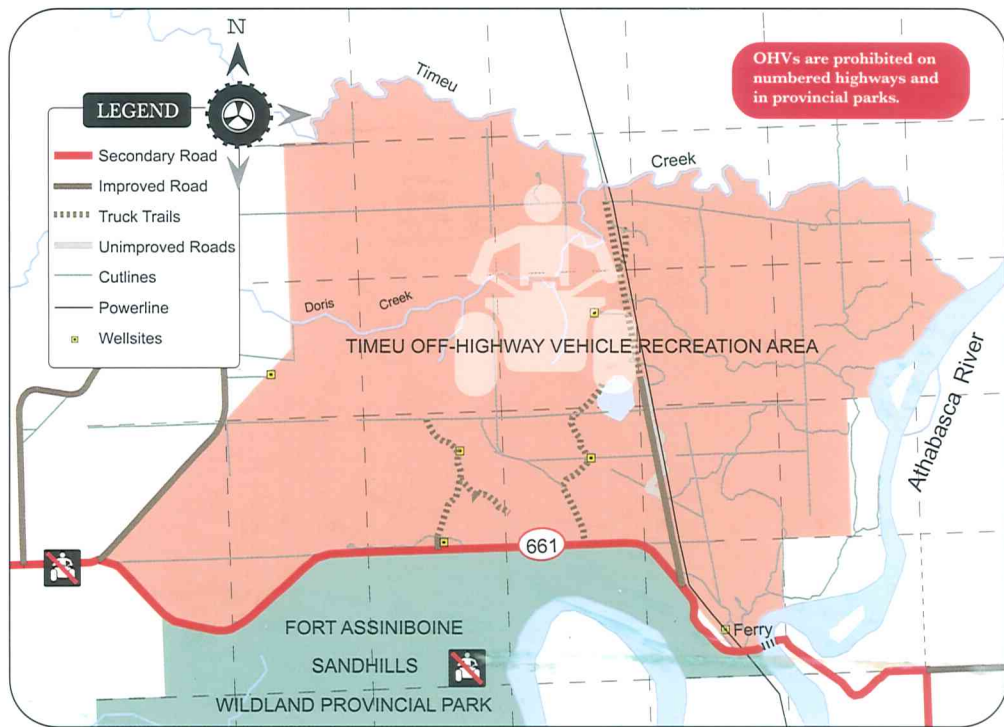 N
OHVs are prohibited on
numbered highways and
in provincial parks.
LEGEND
Secondary Road
Improved Road
Truck Trails
Unimproved Roads
Cutlines
Powerline
Wellsites
Timeu
Creek
Doris Creek
TIMEU OFF-HIGHWAY VEHICLE RECREATION AREA
Athabasca River
661
Ferry
FORT ASSINIBOINE
SANDHILLS
WILDLAND PROVINCIAL PARK